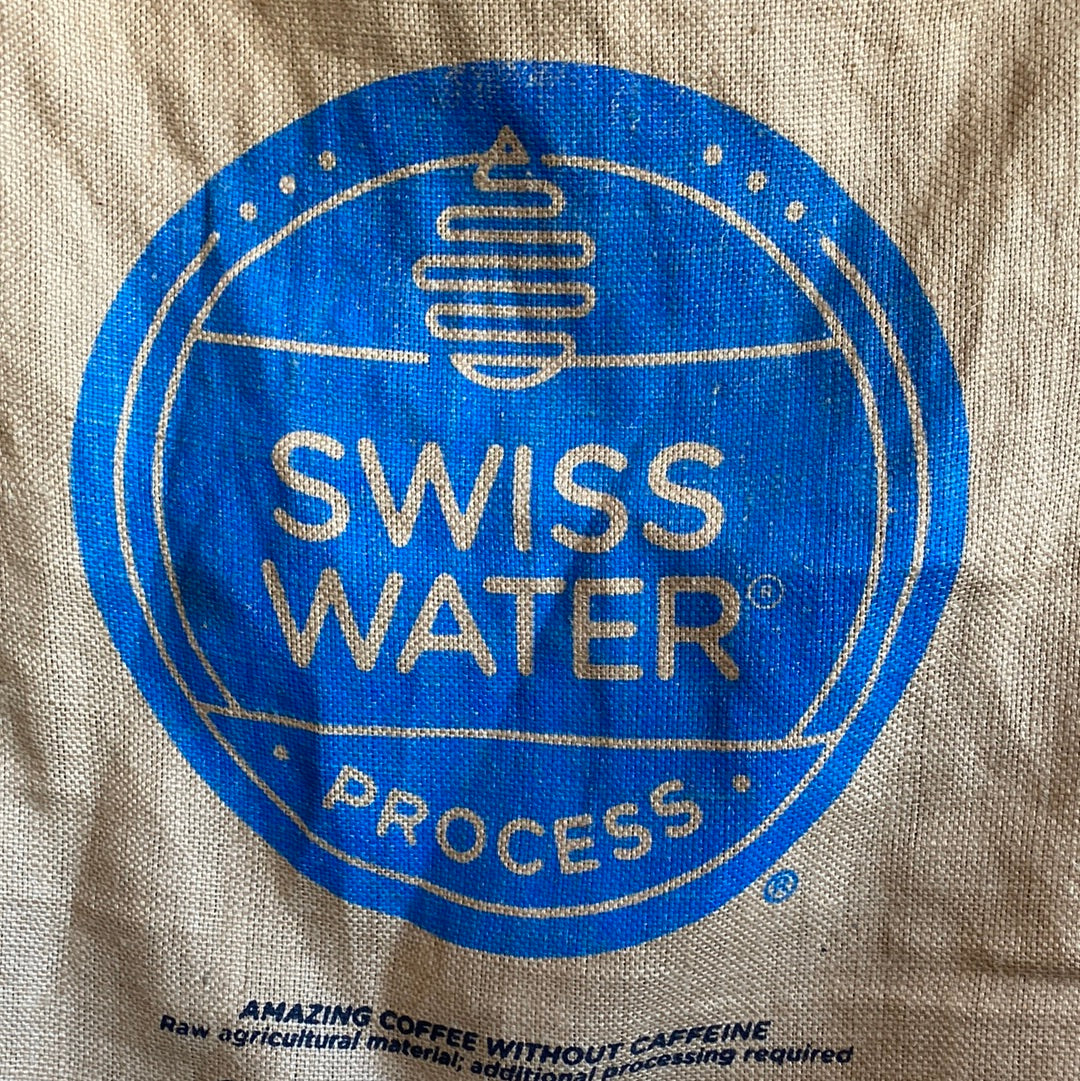 SWISS
WATER®
PROCESS
®
AMAZING COFFEE WITHOUT CAFFEINE
Raw agricultural material; additional processing required